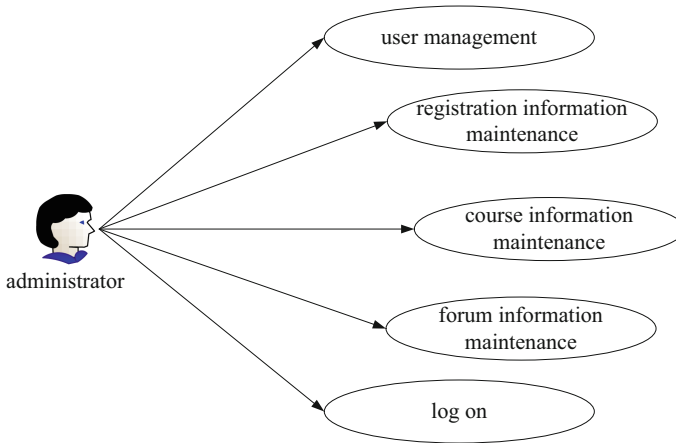 user management
registration information
maintenance
course information
maintenance
administrator
forum information
maintenance
log on